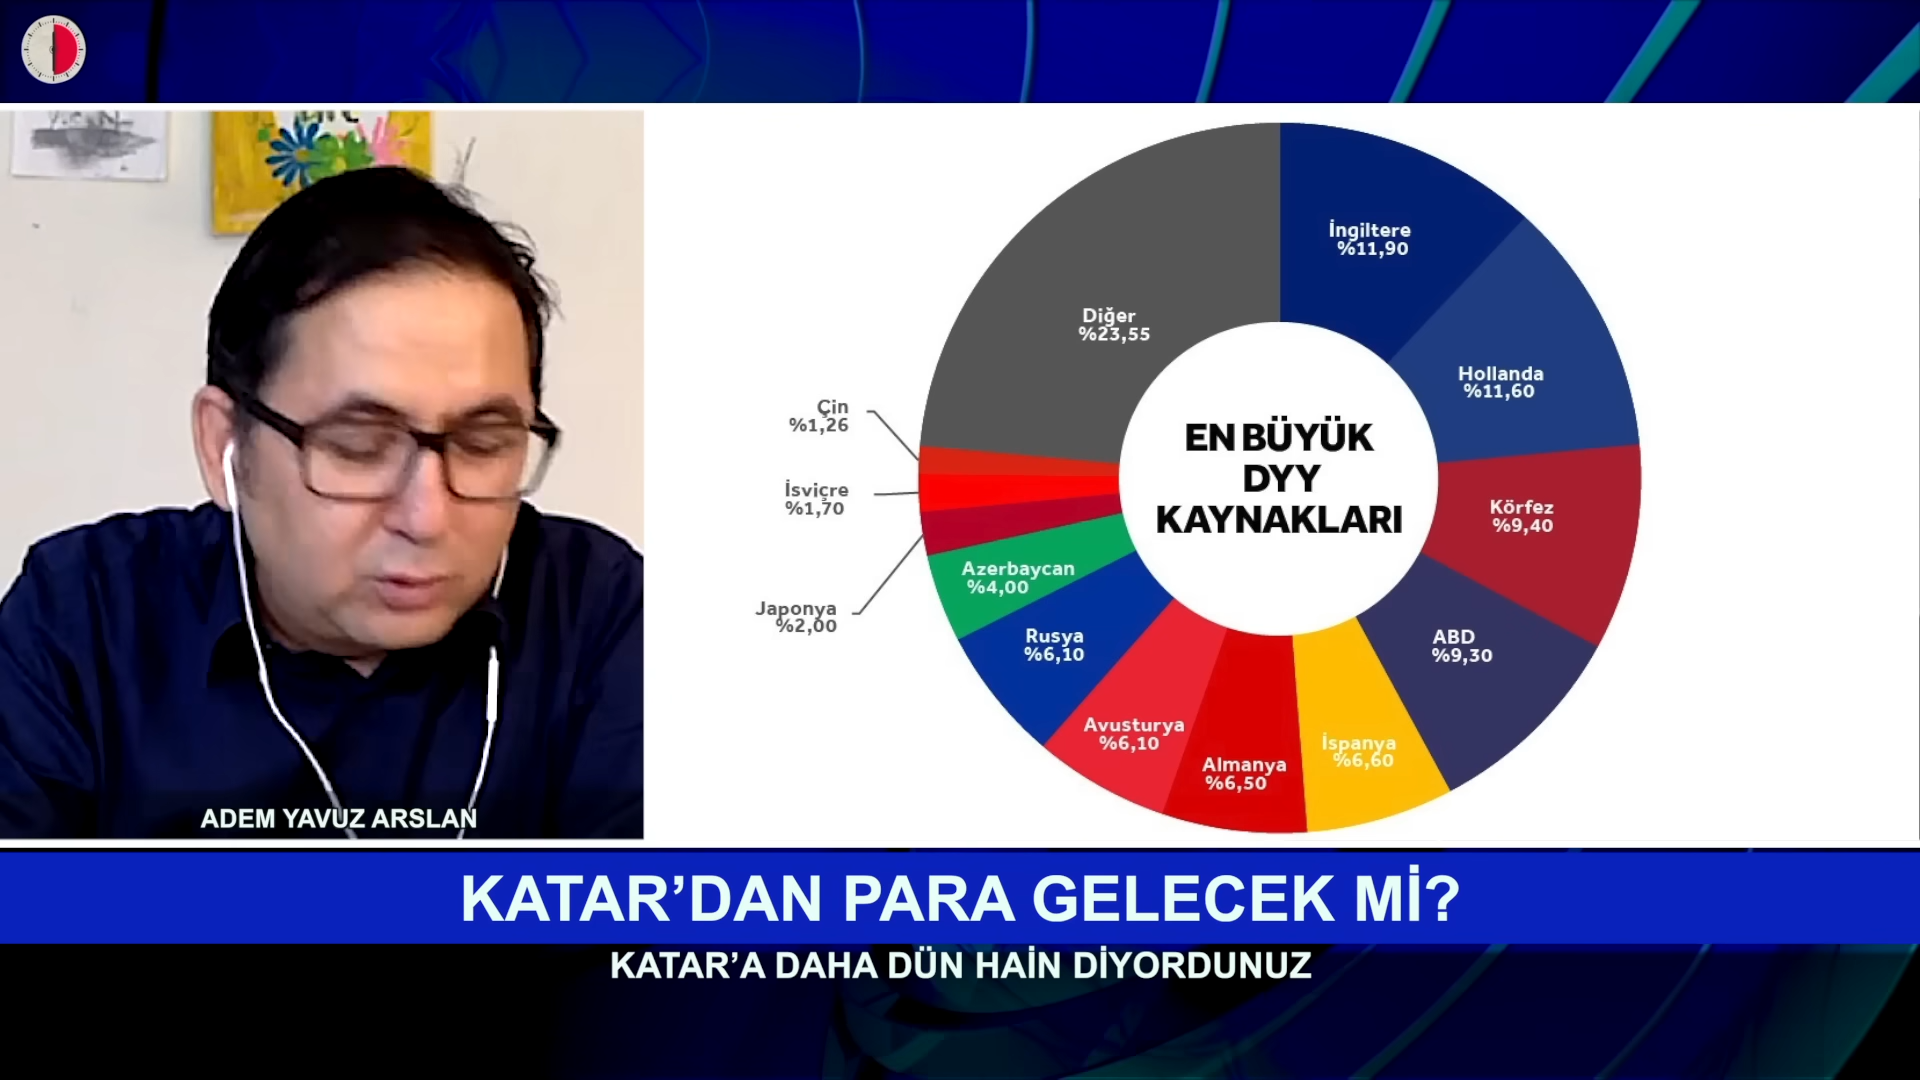 İngiltere
%11,90
Hollanda
%11,60
Körfez
%9,40
ABD
%9,30
İspanya
%6,60
Almanya
%6,50
Avusturya
%6,10
Rusya
%6,10
Azerbaycan
%4,00
Japonya
%2,00
İsviçre
%1,70
Çin
%1,26
Diğer
%23,55
EN BÜYÜK
DYY
KAYNAKLARI
ADEM YAVUZ ARSLAN
KATAR’DAN PARA GELECEK Mİ?
KATAR’A DAHA DÜN HAİN DİYORDUNUZ